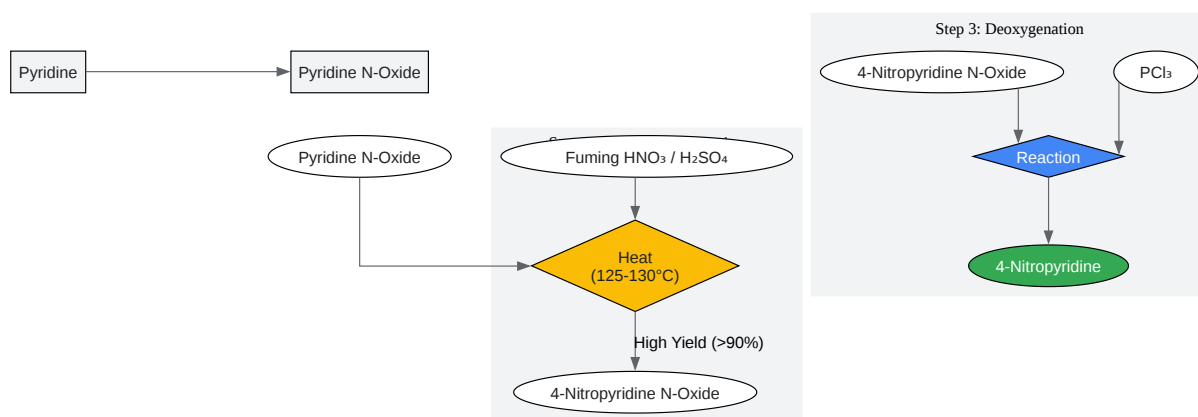 Step 3: Deoxygenation
Pyridine
Pyridine N-Oxide
4-Nitropyridine N-Oxide
PCl₃
Pyridine N-Oxide
Fuming HNO₃ / H₂SO₄
Reaction
Heat
(125-130°C)
4-Nitropyridine
High Yield (>90%)
4-Nitropyridine N-Oxide